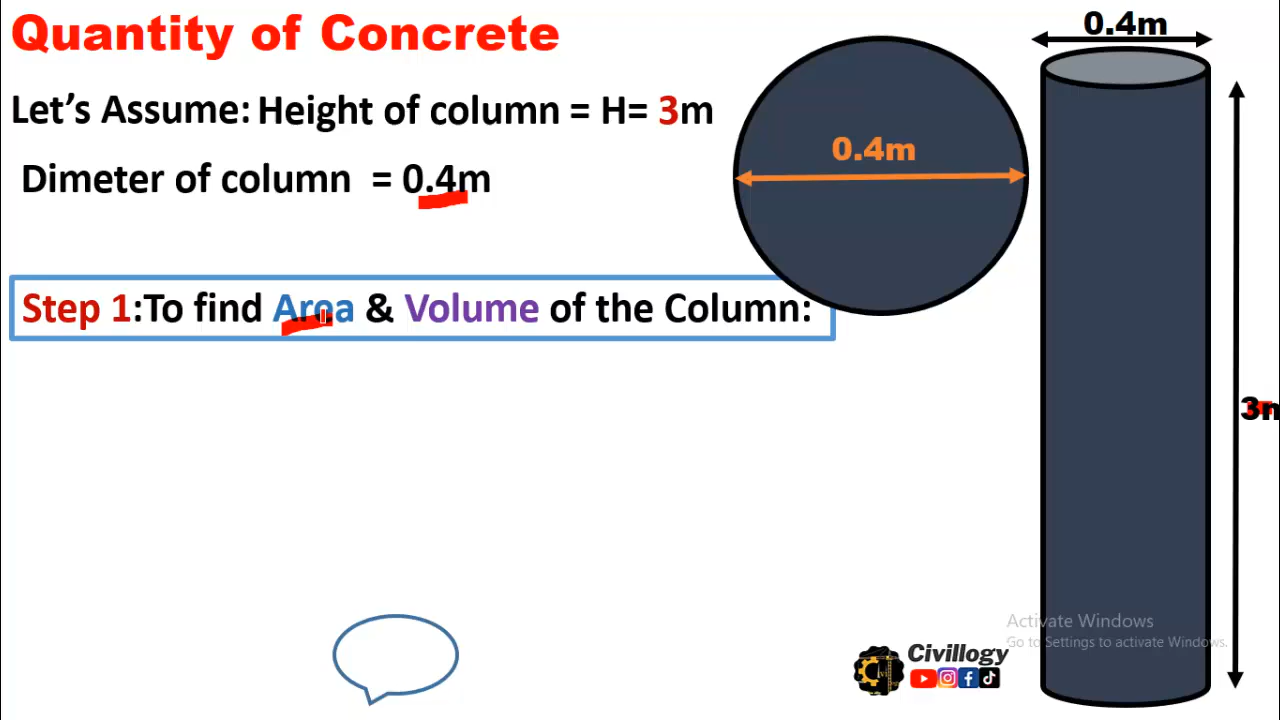 Quantity of Concrete
Let's Assume: Height of column = H= 3m
Dimeter of column = 0.4m
Step 1:To find Area & Volume of the Column:
0.4m
0.4m
3m
Activate Windows
Go to Settings to activate Windows.
Civillogy